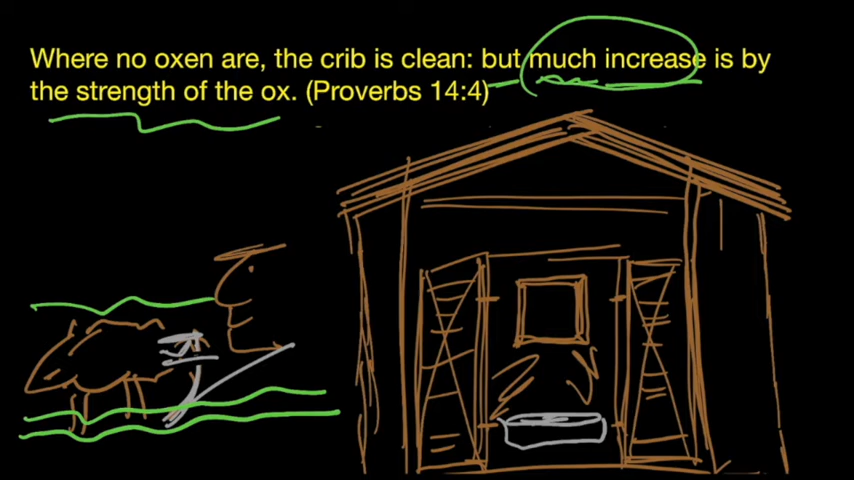 Where no oxen are, the crib is clean: but much increase is by
the strength of the ox. (Proverbs 14:4)